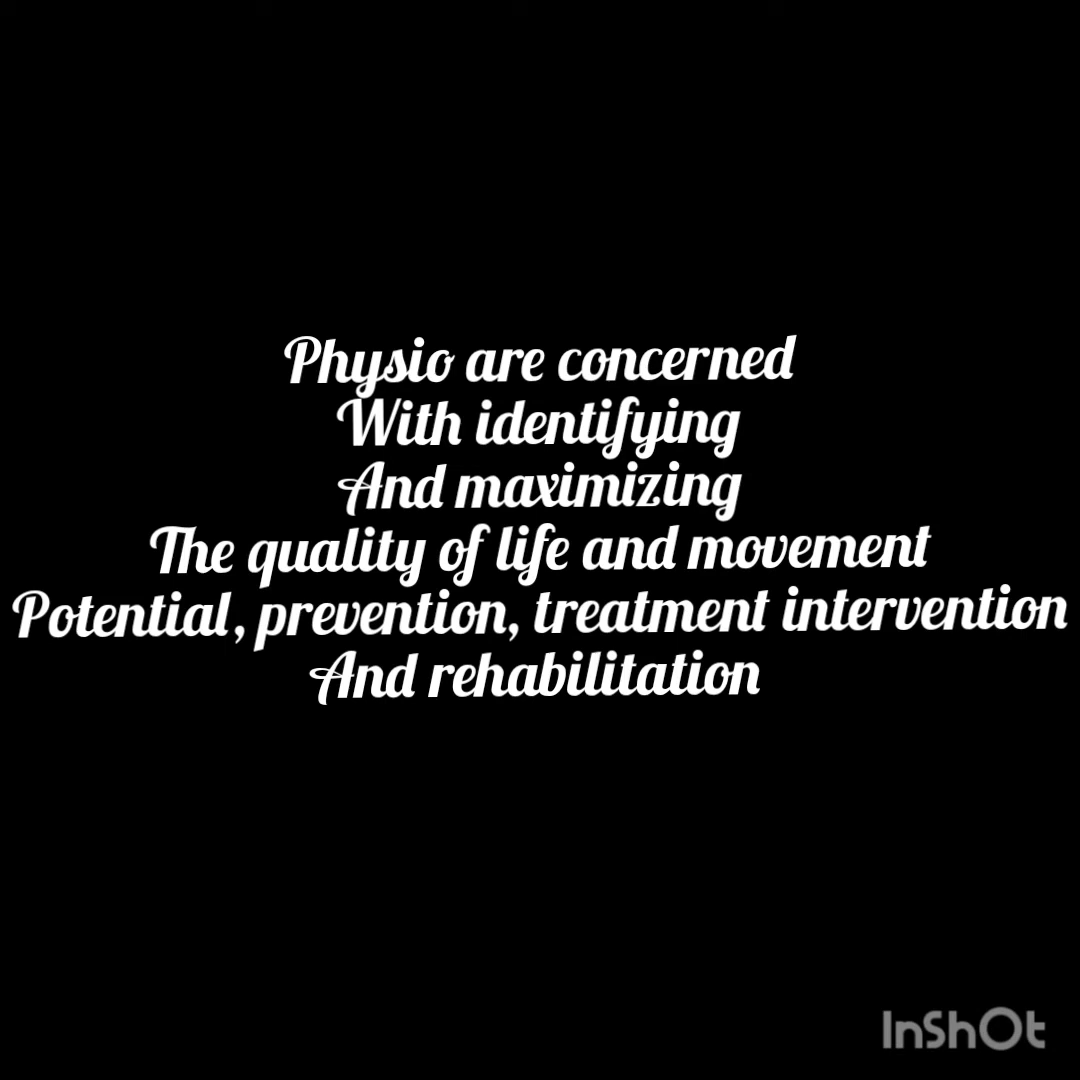 Physio are concerned
With identifying
And maximizing
The quality of life and movement
Potential, prevention, treatment intervention
And rehabilitation
InShOt